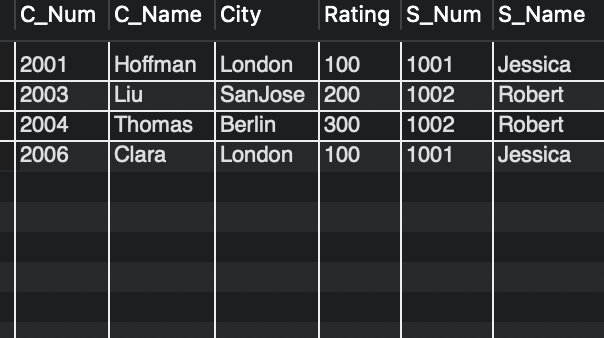 C_Num C_Name City Rating S_Num S_Name
2001 Hoffman London 100 1001 Jessica
2003 Liu SanJose 200 1002 Robert
2004 Thomas Berlin 300 1002 Robert
2006 Clara London 100 1001 Jessica